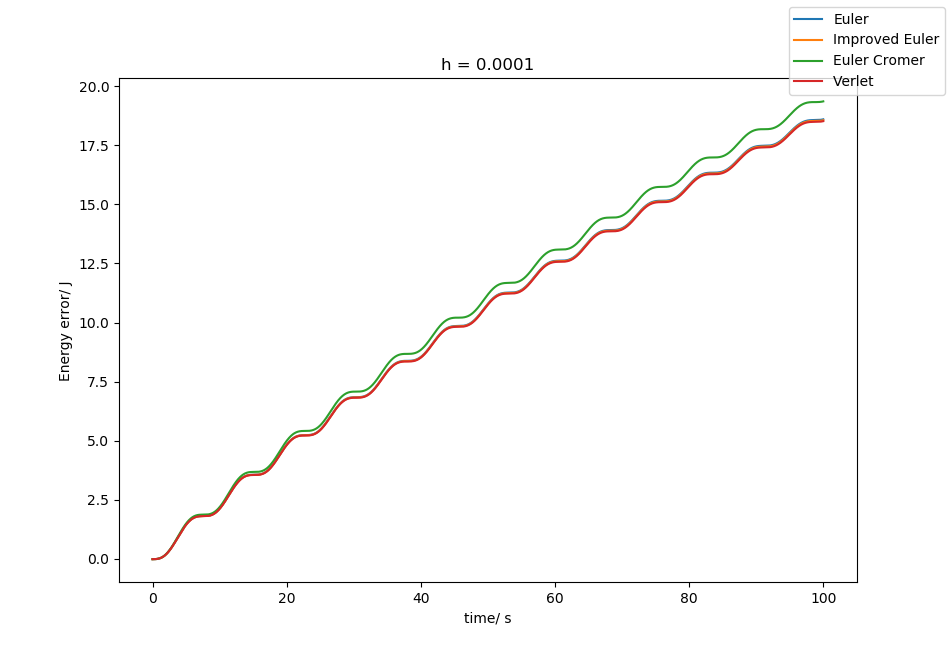 Euler
Improved Euler
Euler Cromer
Verlet
h = 0.0001
20.0
17.5
15.0
12.5
10.0
7.5
5.0
2.5
0.0
Energy error/ J
0 20 40 60 80 100
time/ s